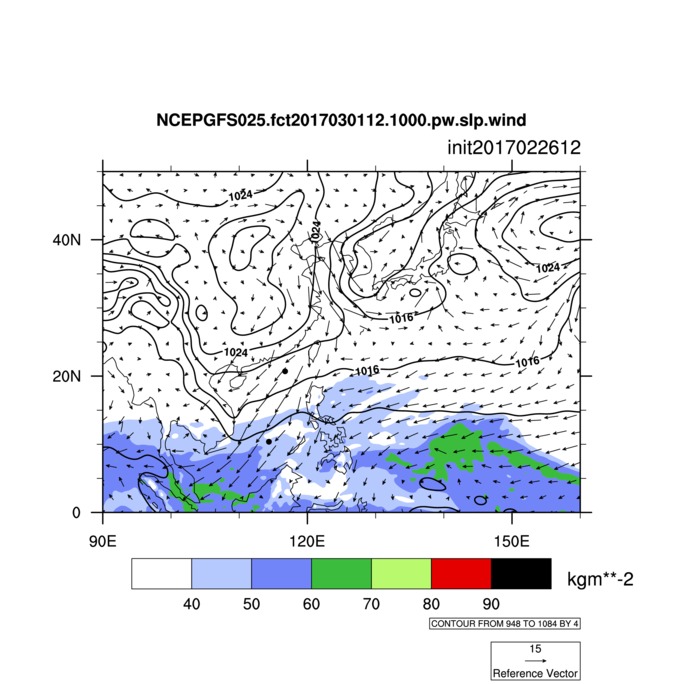 NCEPGFS025.fct2017030112.1000.pw.slp.wind
init2017022612
1024
1024
40N
1024
1016
1024
1016
20N
1016
0
90E 120E 150E
40 50 60 70 80 90
kgm**-2
CONTOUR FROM 948 TO 1084 BY 4
15
Reference Vector